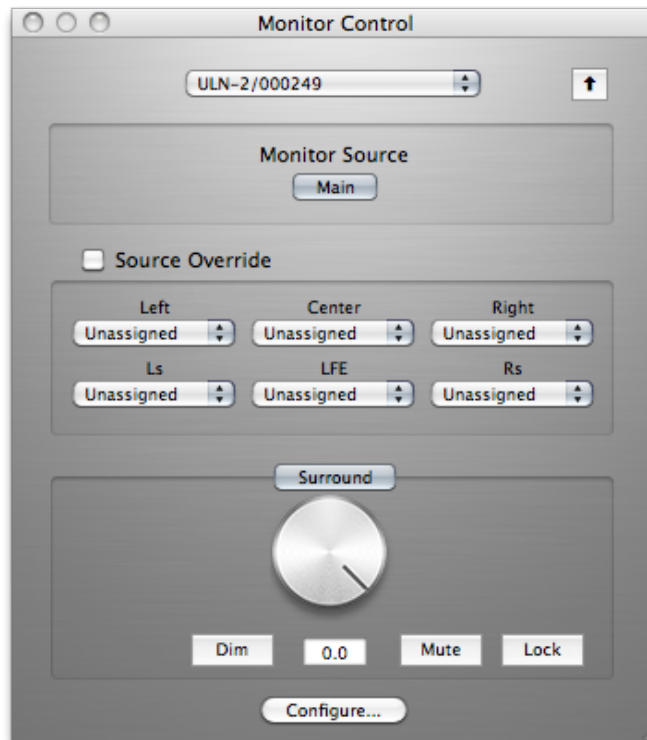 Monitor Control
ULN-2/000249
Monitor Source
Main
Source Override
Left Center Right
Unassigned Unassigned Unassigned
Ls LFE Rs
Unassigned Unassigned Unassigned
Surround
Dim 0.0 Mute Lock
Configure...